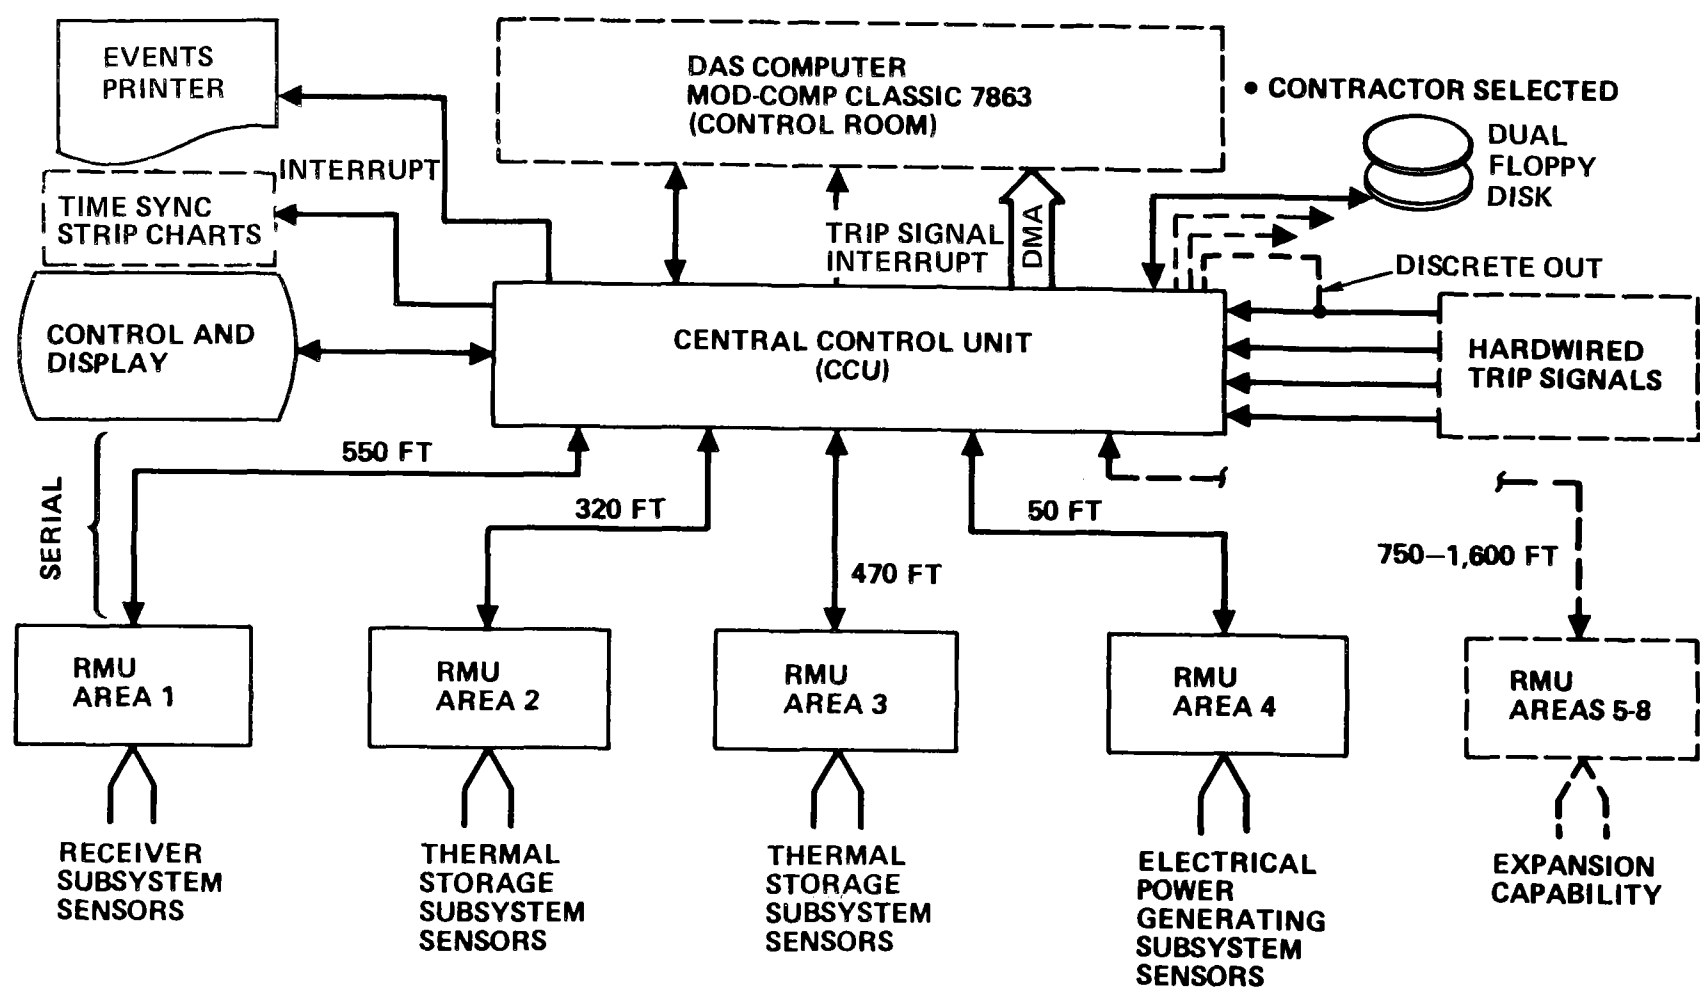 EVENTS
PRINTER
DAS COMPUTER
MOD-COMP CLASSIC 7863
(CONTROL ROOM)
• CONTRACTOR SELECTED
DUAL
FLOPPY
DISK
INTERRUPT
TIME SYNC
STRIP CHARTS
TRIP SIGNAL
INTERRUPT
DMA
DISCRETE OUT
CONTROL AND
DISPLAY
CENTRAL CONTROL UNIT
(CCU)
HARDWIRED
TRIP SIGNALS
SERIAL
550 FT
320 FT
470 FT
50 FT
750–1,600 FT
RMU
AREA 1
RMU
AREA 2
RMU
AREA 3
RMU
AREA 4
RMU
AREAS 5-8
RECEIVER
SUBSYSTEM
SENSORS
THERMAL
STORAGE
SUBSYSTEM
SENSORS
THERMAL
STORAGE
SUBSYSTEM
SENSORS
ELECTRICAL
POWER
GENERATING
SUBSYSTEM
SENSORS
EXPANSION
CAPABILITY